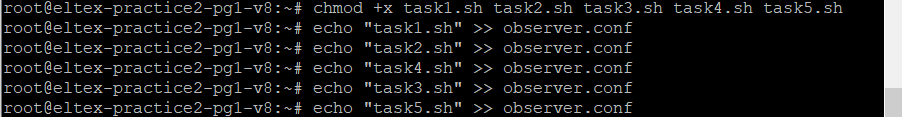 root@eltex-practice2-pg1-v8:~# chmod +x task1.sh task2.sh task3.sh task4.sh task5.sh
root@eltex-practice2-pg1-v8:~# echo "task1.sh" >> observer.conf
root@eltex-practice2-pg1-v8:~# echo "task2.sh" >> observer.conf
root@eltex-practice2-pg1-v8:~# echo "task4.sh" >> observer.conf
root@eltex-practice2-pg1-v8:~# echo "task3.sh" >> observer.conf
root@eltex-practice2-pg1-v8:~# echo "task5.sh" >> observer.conf